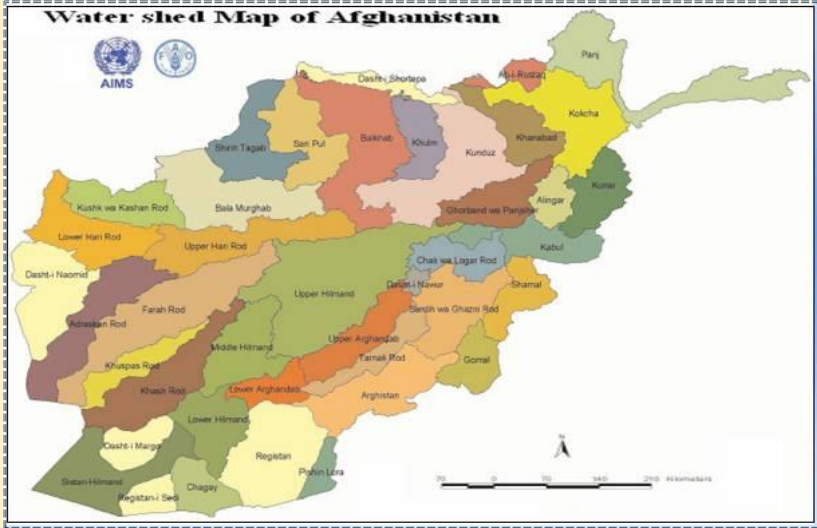 Water shed Map of Afghanistan
AIMS
F A O
Panj
Dasht-i Shortepa
Ab-i-Rustaq
Kokcha
Shirin Tagab
Sari Pul
Balkhab
Khulm
Kunduz
Khanabad
Kunar
Alingar
Kushk wa Kashan Rod
Bala Murghab
Ghorband wa Panjshir
Lower Hari Rod
Upper Hari Rod
Kabul
Chak wa Logar Rod
Dasht-i Naomid
Dasht-i Nawur
Shamal
Upper Hilmand
Farah Rod
Sardih wa Ghazni Rod
Adraskan Rod
Middle Hilmand
Upper Arghandab
Tarnak Rod
Gomal
Khuspas Rod
Khash Rod
Lower Arghandab
Arghistan
Lower Hilmand
Dasht-i Margo
Registan
Pishin Lora
Sistan-Hilmand
Chagay
Registan-i Sedi
N
70 0 70 140 210 Kilometers